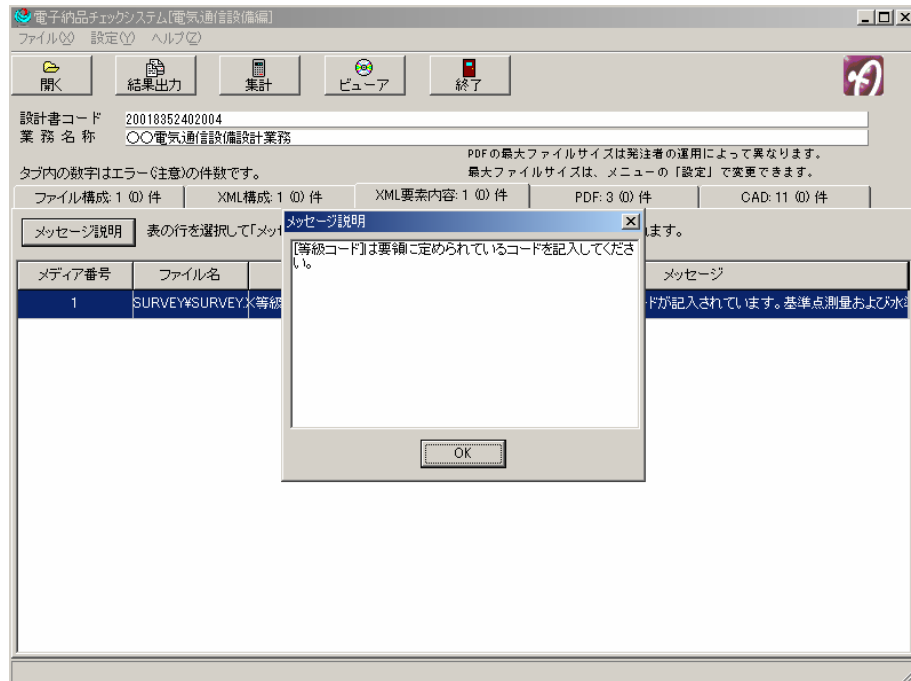 電子納品チェックシステム[電気通信設備編]
ファイル(X) 設定(Y) ヘルプ(Z)
開く 結果出力 集計 ビューア 終了
設計書コード 20018352402004
業 務 名 称 〇〇電気通信設備設計業務
PDFの最大ファイルサイズは発注者の運用によって異なります。
タブ内の数字はエラー(注意)の件数です。 最大ファイルサイズは、メニューの「設定」で変更できます。
ファイル構成: 1 (0) 件 XML構成: 1 (0) 件 XML要素内容: 1 (0) 件 PDF: 3 (0) 件 CAD: 11 (0) 件
メッセージ説明 表の行を選択して「メッ ます。
メッセージ説明
[等級コード]は要領に定められているコードを記入してくださ
い。
OK
メディア番号 ファイル名 メッセージ
1 SURVEY¥SURVEY.X 等級 ドが記入されています。基準点測量および水